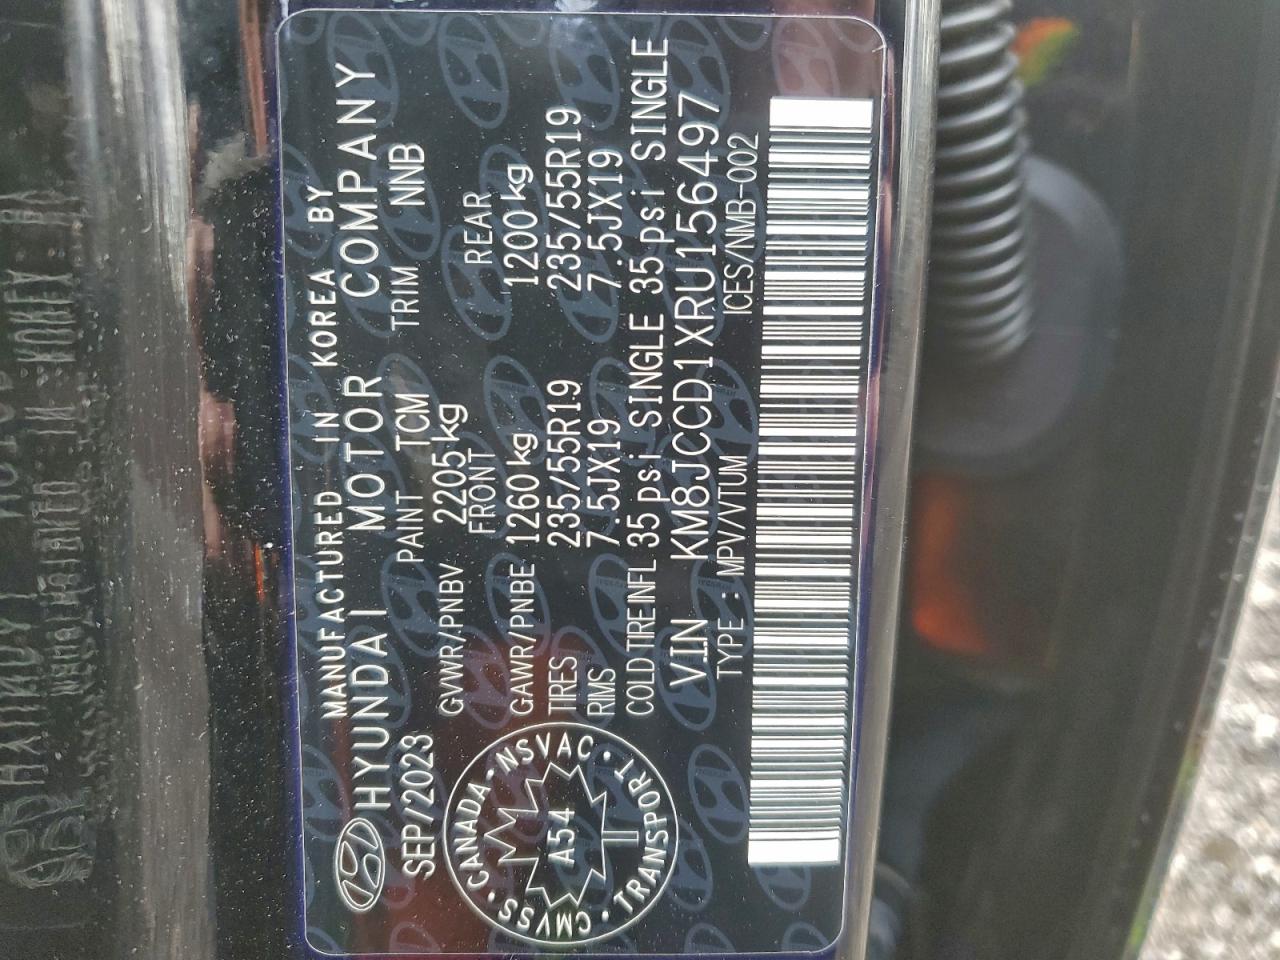 MANUFACTURED IN KOREA BY
HYUNDAI MOTOR COMPANY
SEP/2023 PAINT TCM TRIM NNB
GVWR/PNBV 2205 kg
FRONT REAR
GAWR/PNBE 1260 kg 1200 kg
TIRES 235/55R19 235/55R19
RIMS 7.5JX19 7.5JX19
COLD TIRE INFL 35 psi SINGLE 35 psi SINGLE
VIN KM8JCCD1XRU156497
TYPE : MPV/VTUM ICES/NMB-002
CANADA · NSVAC · TRANSPORT · CMVSS ·
A54